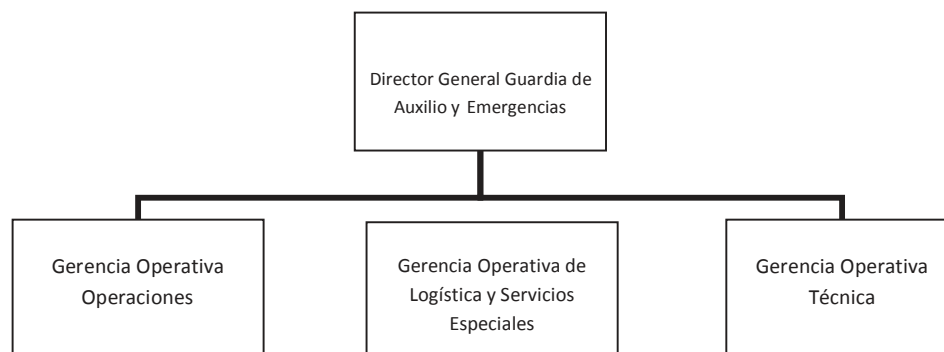 Director General Guardia de
Auxilio y Emergencias
Gerencia Operativa
Operaciones
Gerencia Operativa de
Logística y Servicios
Especiales
Gerencia Operativa
Técnica